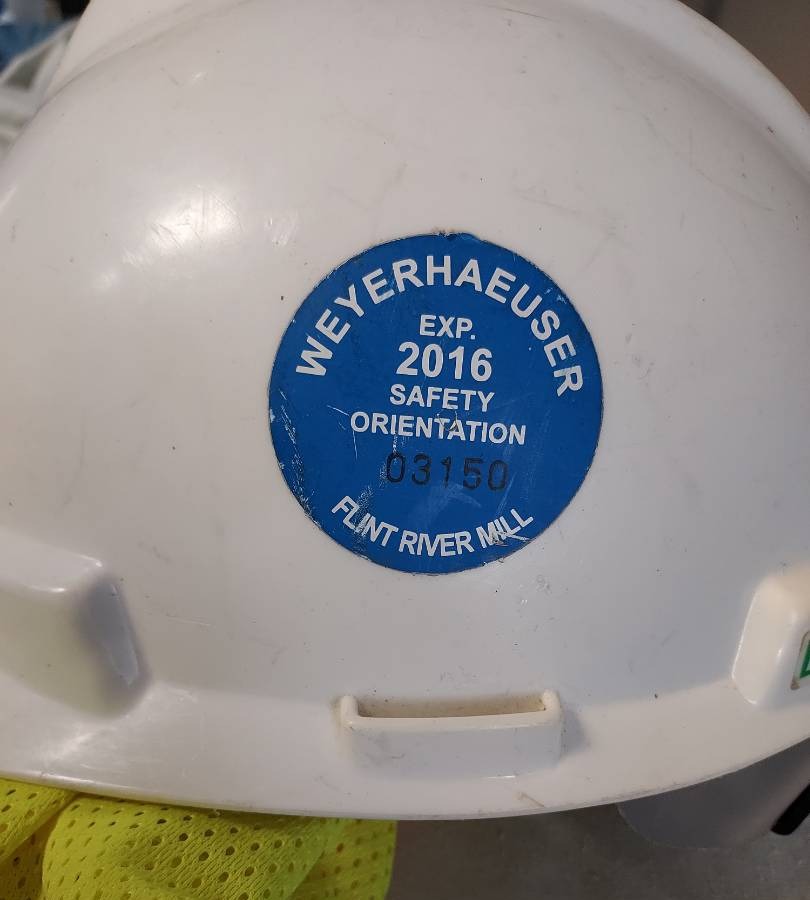 WEYERHAEUSER
EXP.
2016
SAFETY
ORIENTATION
03150
FLINT RIVER MILL